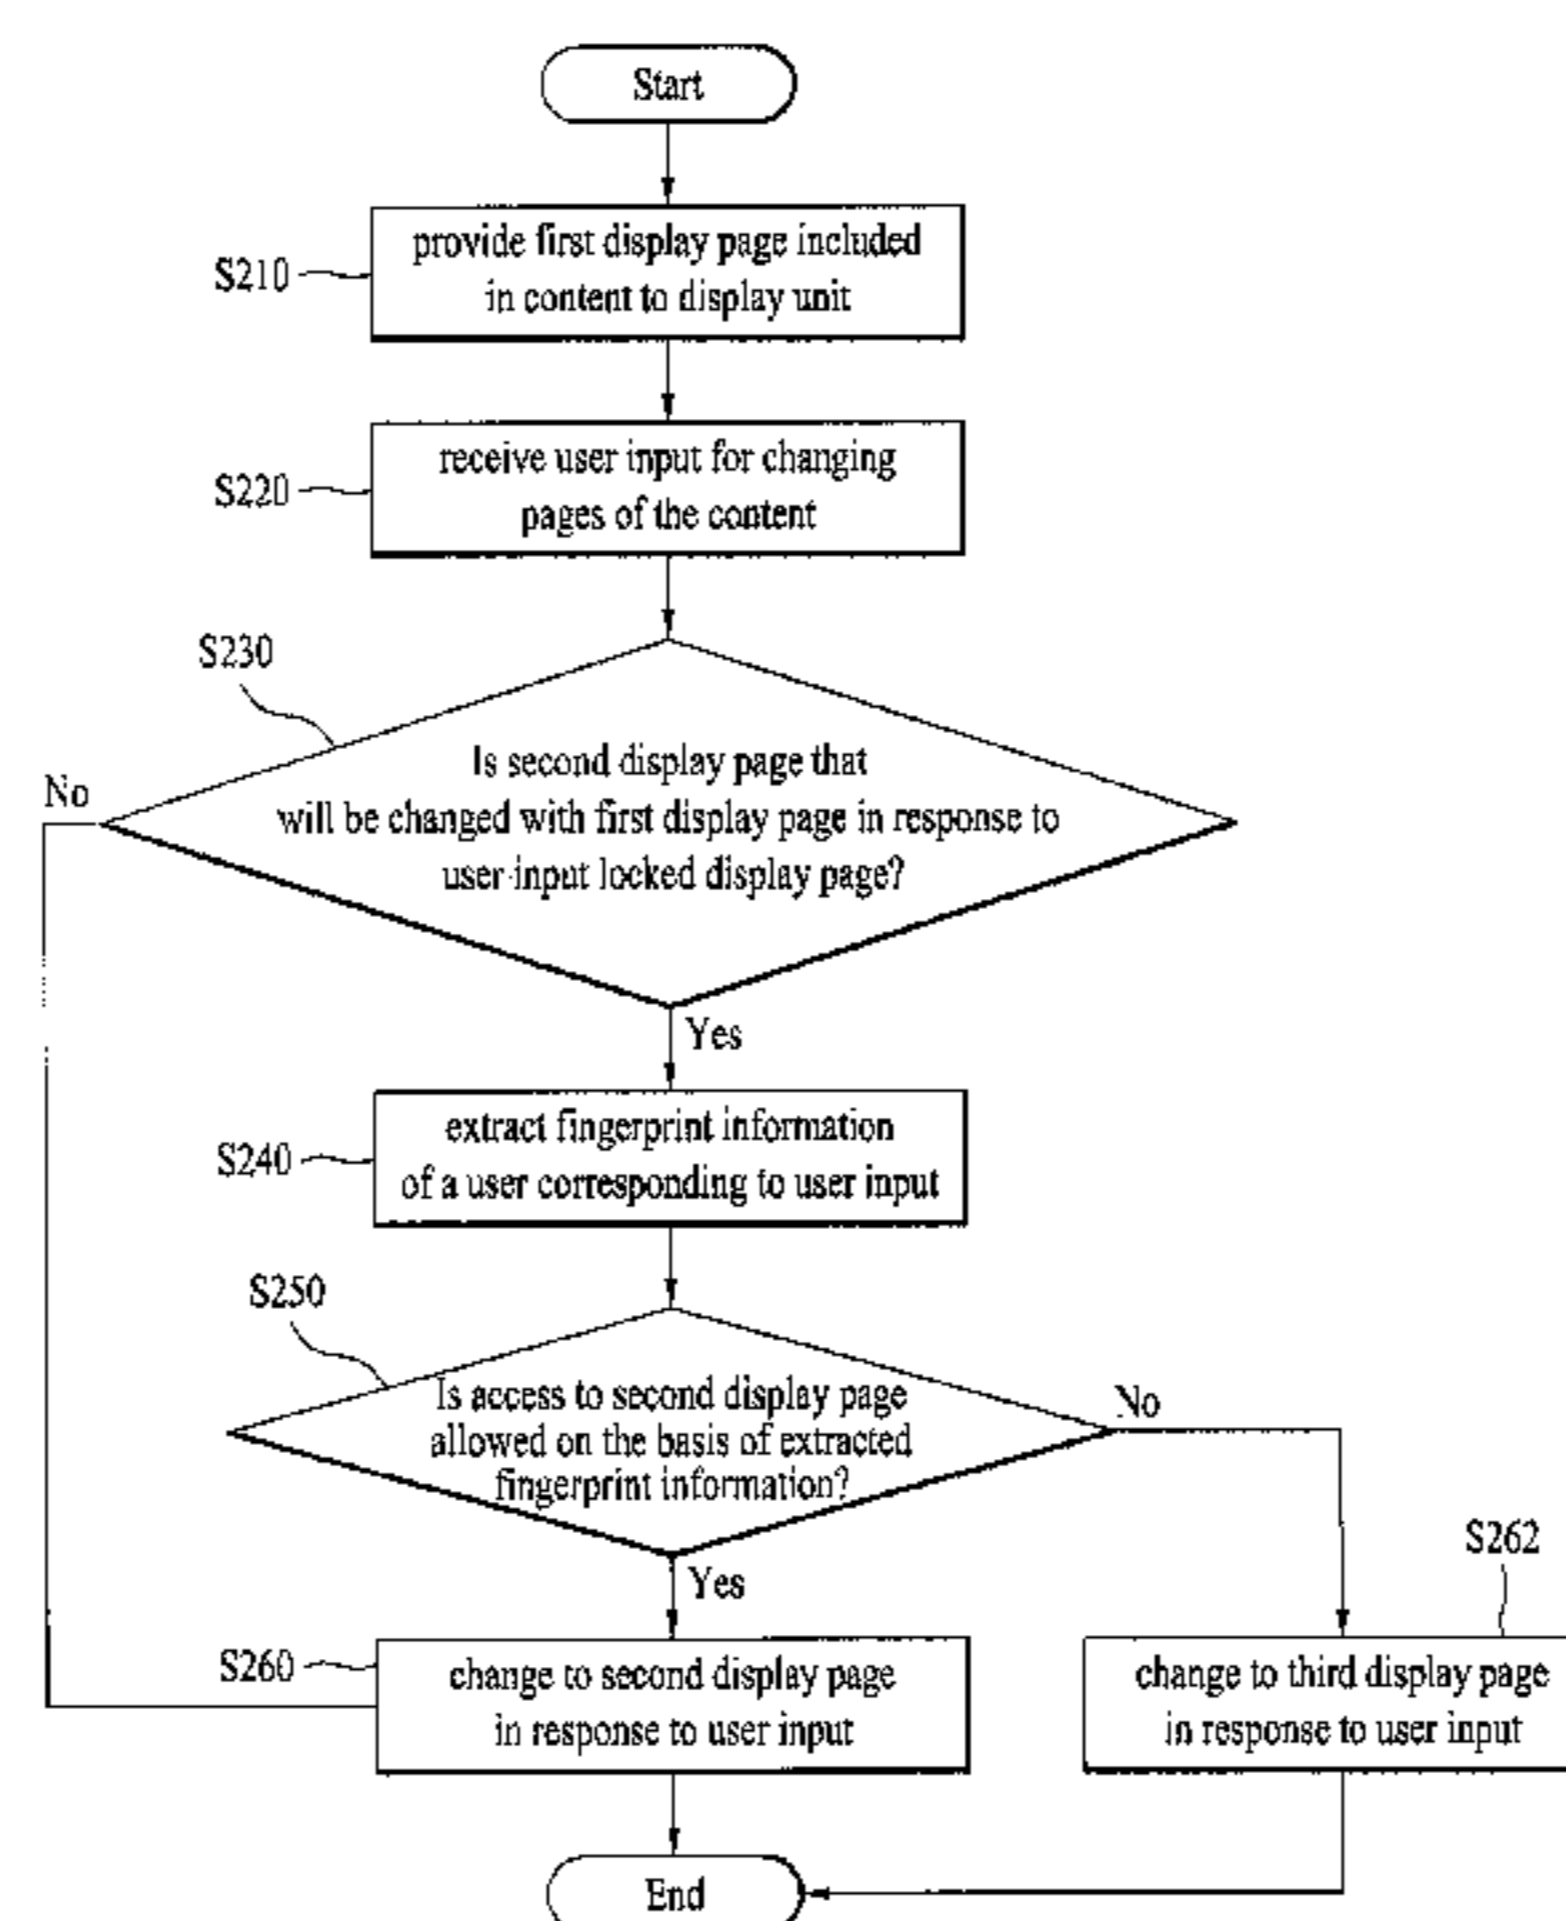 Start
S210
provide first display page included
in content to display unit
S220
receive user input for changing
pages of the content
S230
No
Is second display page that
will be changed with first display page in response to
user input locked display page?
Yes
S240
extract fingerprint information
of a user corresponding to user input
S250
Is access to second display page
allowed on the basis of extracted
fingerprint information?
No
Yes
S260
change to second display page
in response to user input
S262
change to third display page
in response to user input
End